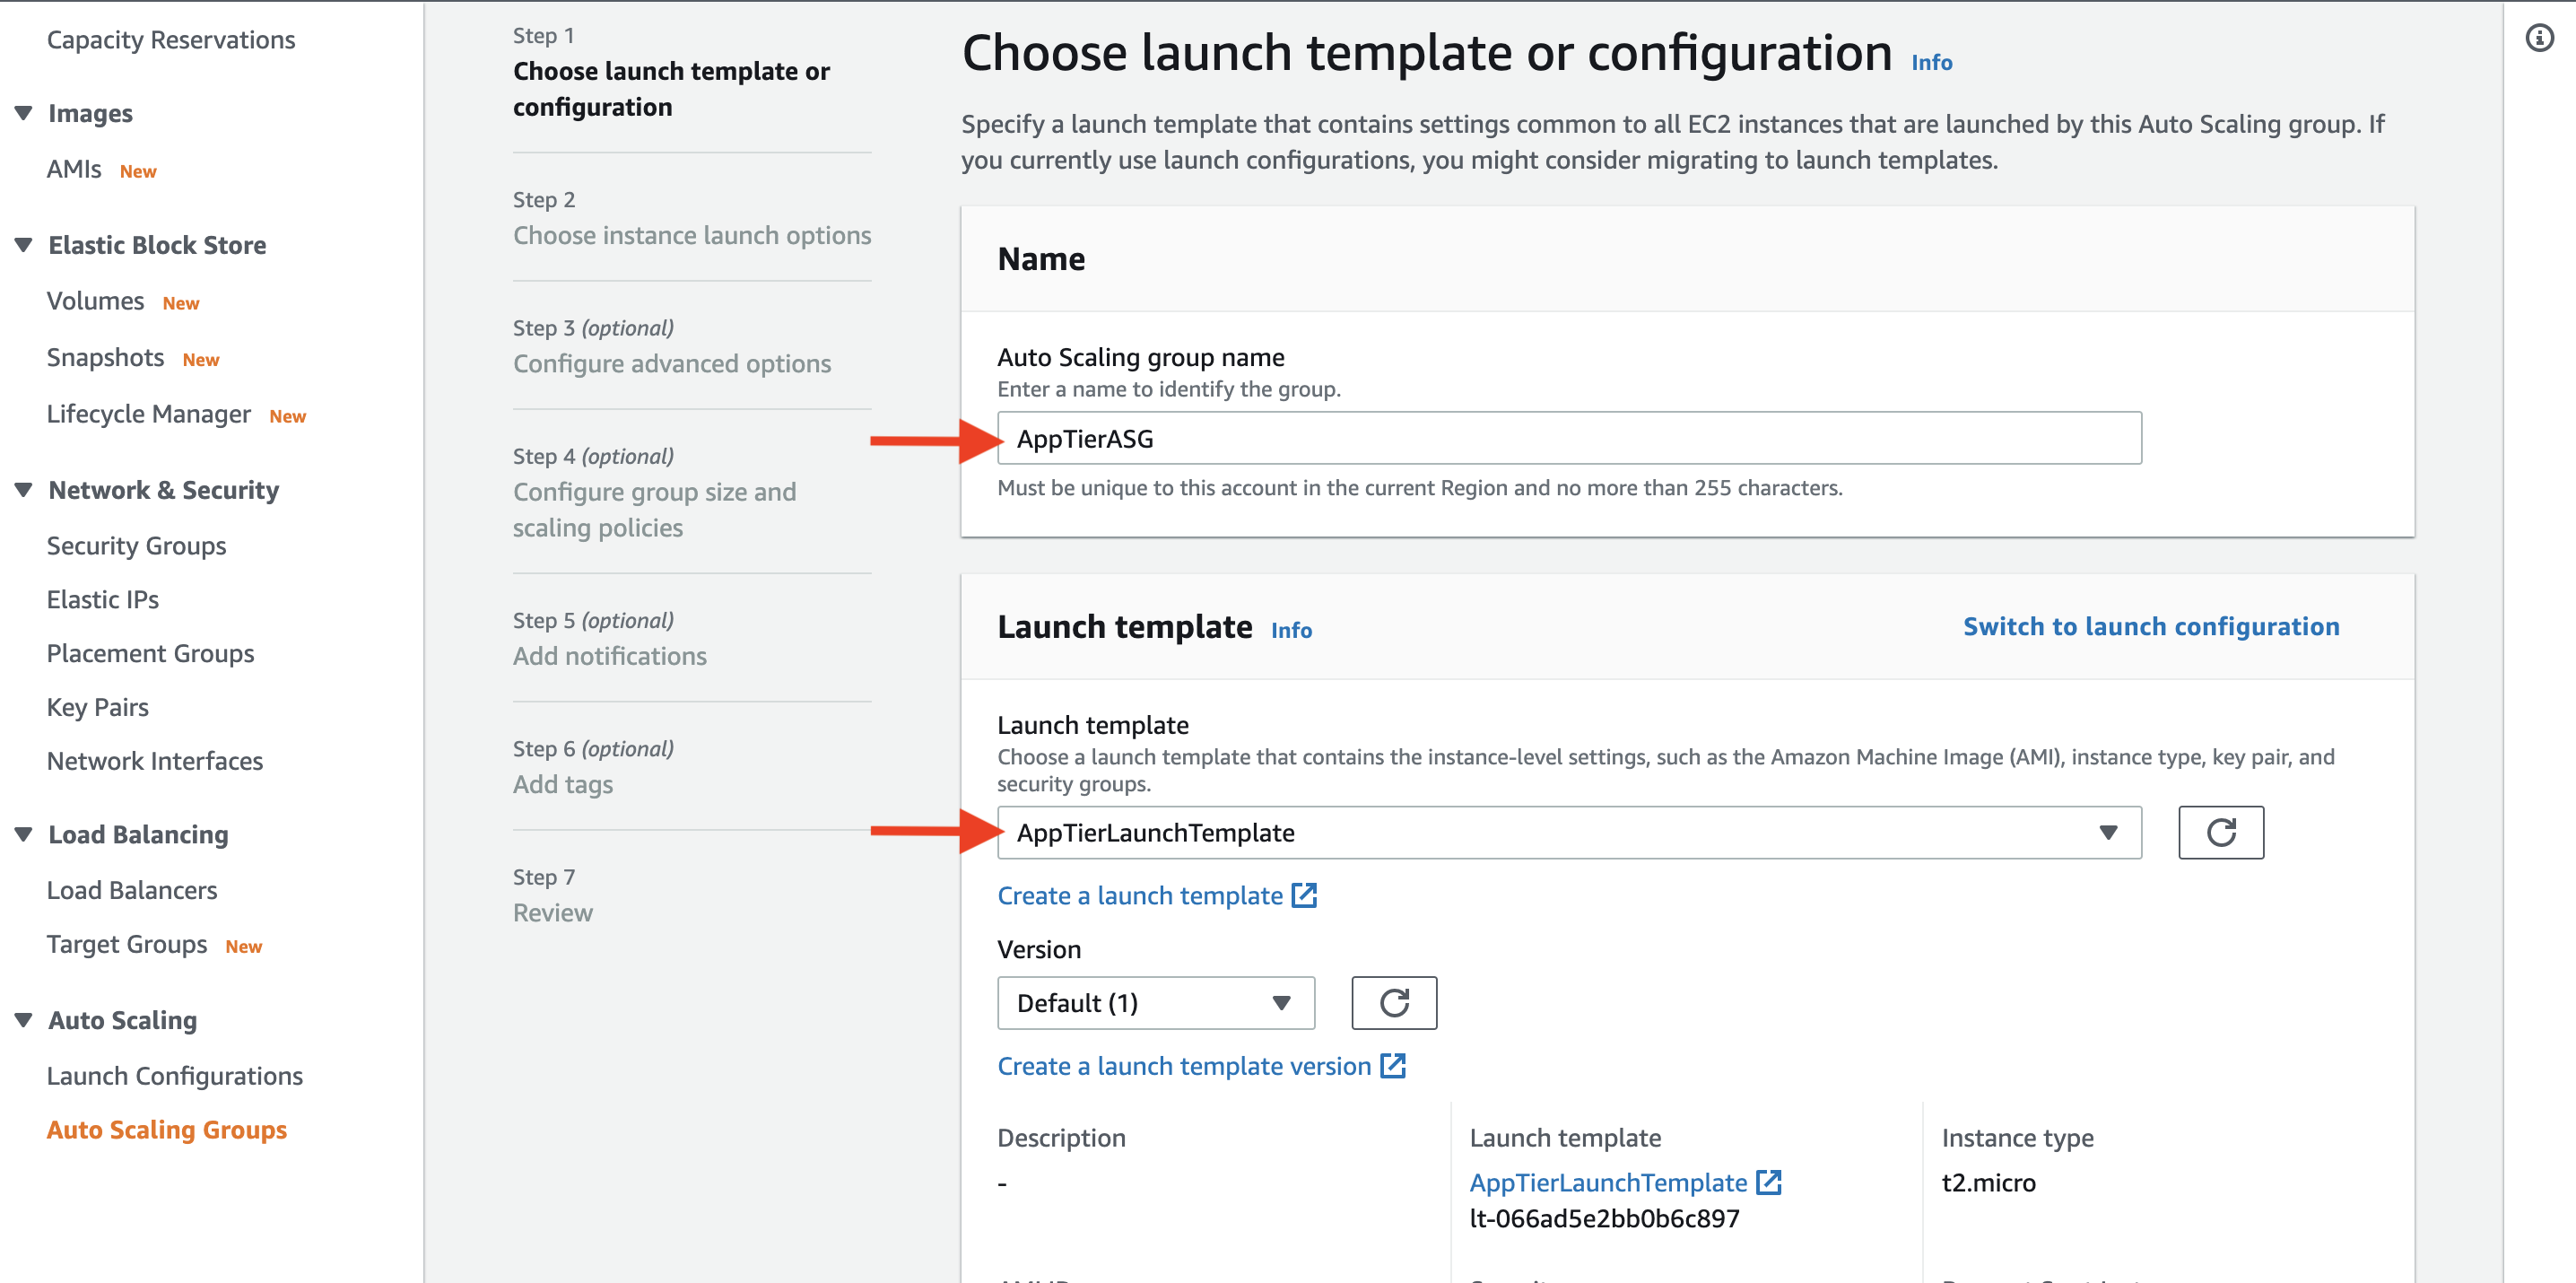 Capacity Reservations
Images
AMIs New
Elastic Block Store
Volumes New
Snapshots New
Lifecycle Manager New
Network & Security
Security Groups
Elastic IPs
Placement Groups
Key Pairs
Network Interfaces
Load Balancing
Load Balancers
Target Groups New
Auto Scaling
Launch Configurations
Auto Scaling Groups
Step 1
Choose launch template or
configuration
Step 2
Choose instance launch options
Step 3 (optional)
Configure advanced options
Step 4 (optional)
Configure group size and
scaling policies
Step 5 (optional)
Add notifications
Step 6 (optional)
Add tags
Step 7
Review
Choose launch template or configuration Info
Specify a launch template that contains settings common to all EC2 instances that are launched by this Auto Scaling group. If
you currently use launch configurations, you might consider migrating to launch templates.
Name
Auto Scaling group name
Enter a name to identify the group.
AppTierASG
Must be unique to this account in the current Region and no more than 255 characters.
Launch template Info
Switch to launch configuration
Launch template
Choose a launch template that contains the instance-level settings, such as the Amazon Machine Image (AMI), instance type, key pair, and
security groups.
AppTierLaunchTemplate
Create a launch template
Version
Default (1)
Create a launch template version
Description
-
Launch template
AppTierLaunchTemplate
lt-066ad5e2bb0b6c897
Instance type
t2.micro